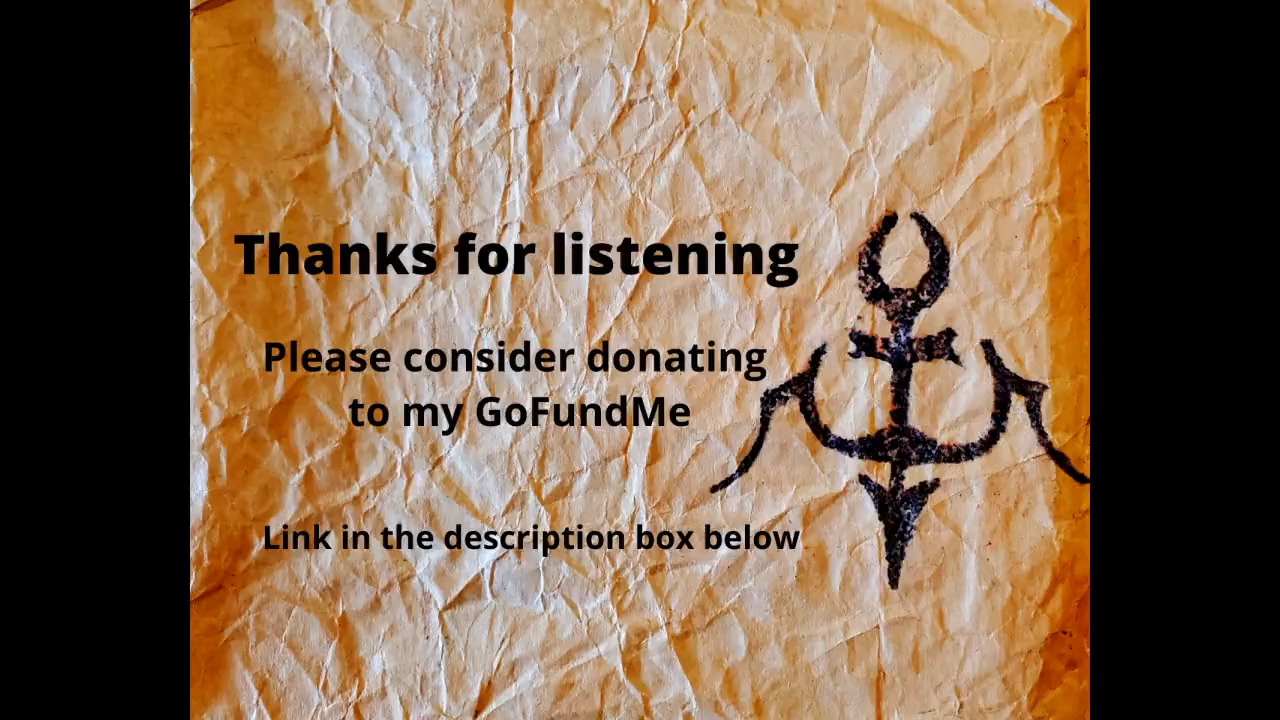 Thanks for listening
Please consider donating
to my GoFundMe
Link in the description box below